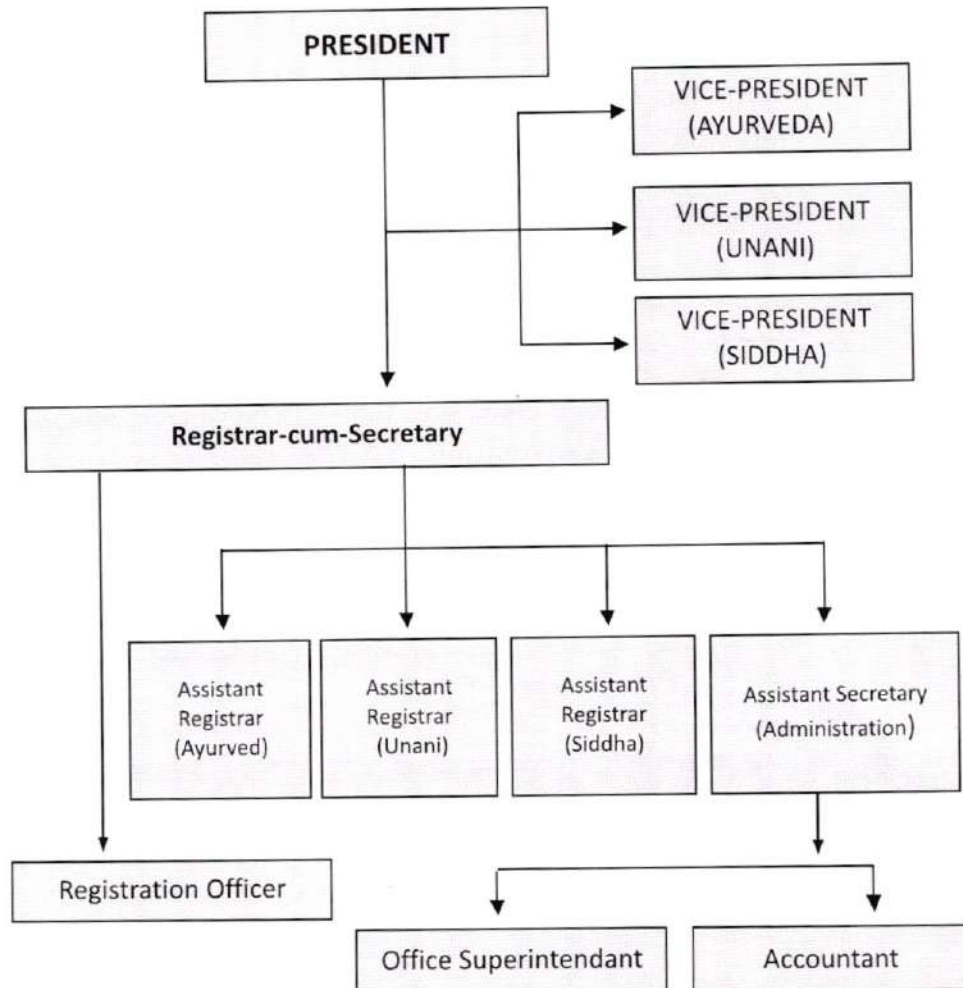 PRESIDENT
VICE-PRESIDENT
(AYURVEDA)
VICE-PRESIDENT
(UNANI)
VICE-PRESIDENT
(SIDDHA)
Registrar-cum-Secretary
Assistant
Registrar
(Ayurved)
Assistant
Registrar
(Unani)
Assistant
Registrar
(Siddha)
Assistant Secretary
(Administration)
Registration Officer
Office Superintendant
Accountant